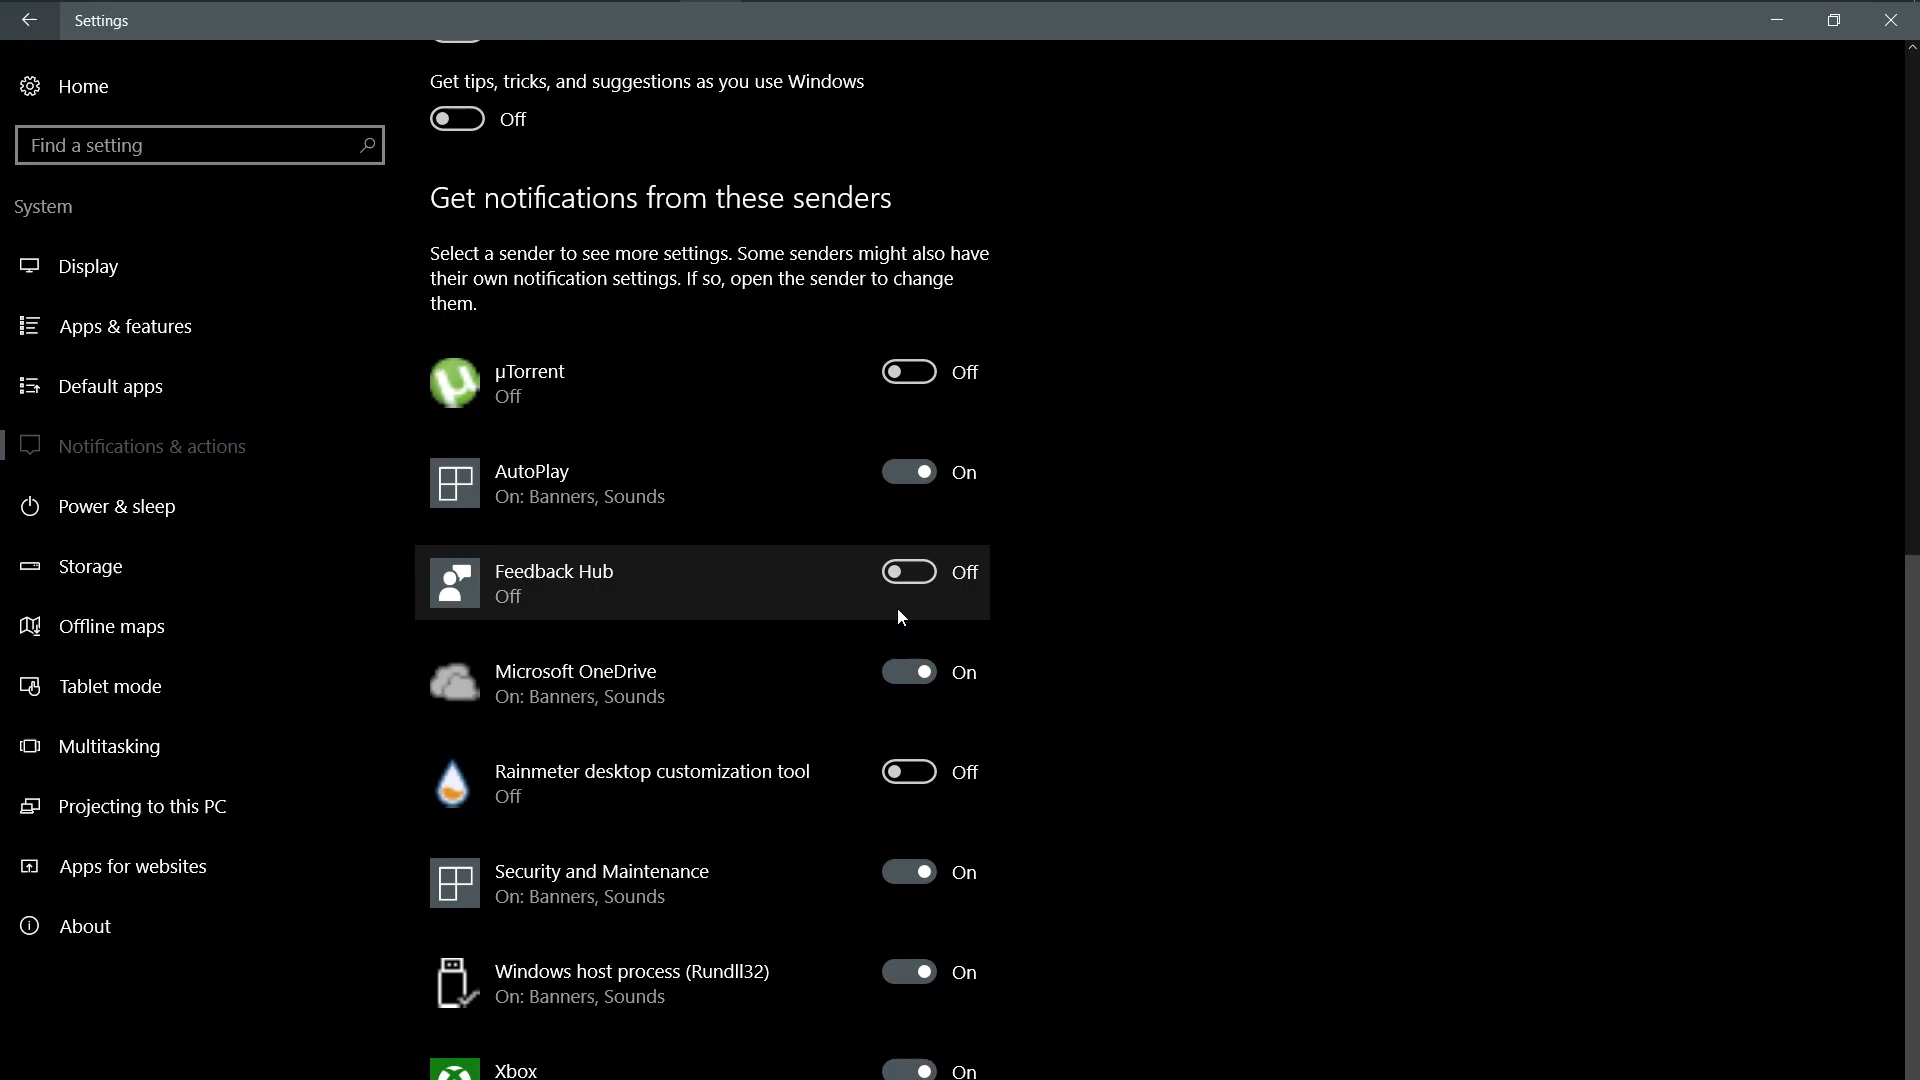 Settings
Home
Find a setting
System
Display
Apps & features
Default apps
Notifications & actions
Power & sleep
Storage
Offline maps
Tablet mode
Multitasking
Projecting to this PC
Apps for websites
About
Get tips, tricks, and suggestions as you use Windows
Off
Get notifications from these senders
Select a sender to see more settings. Some senders might also have
their own notification settings. If so, open the sender to change
them.
µTorrent
Off
Off
AutoPlay
On
On: Banners, Sounds
Feedback Hub
Off
Off
Microsoft OneDrive
On
On: Banners, Sounds
Rainmeter desktop customization tool
Off
Off
Security and Maintenance
On
On: Banners, Sounds
Windows host process (Rundll32)
On
On: Banners, Sounds
Xbox
On